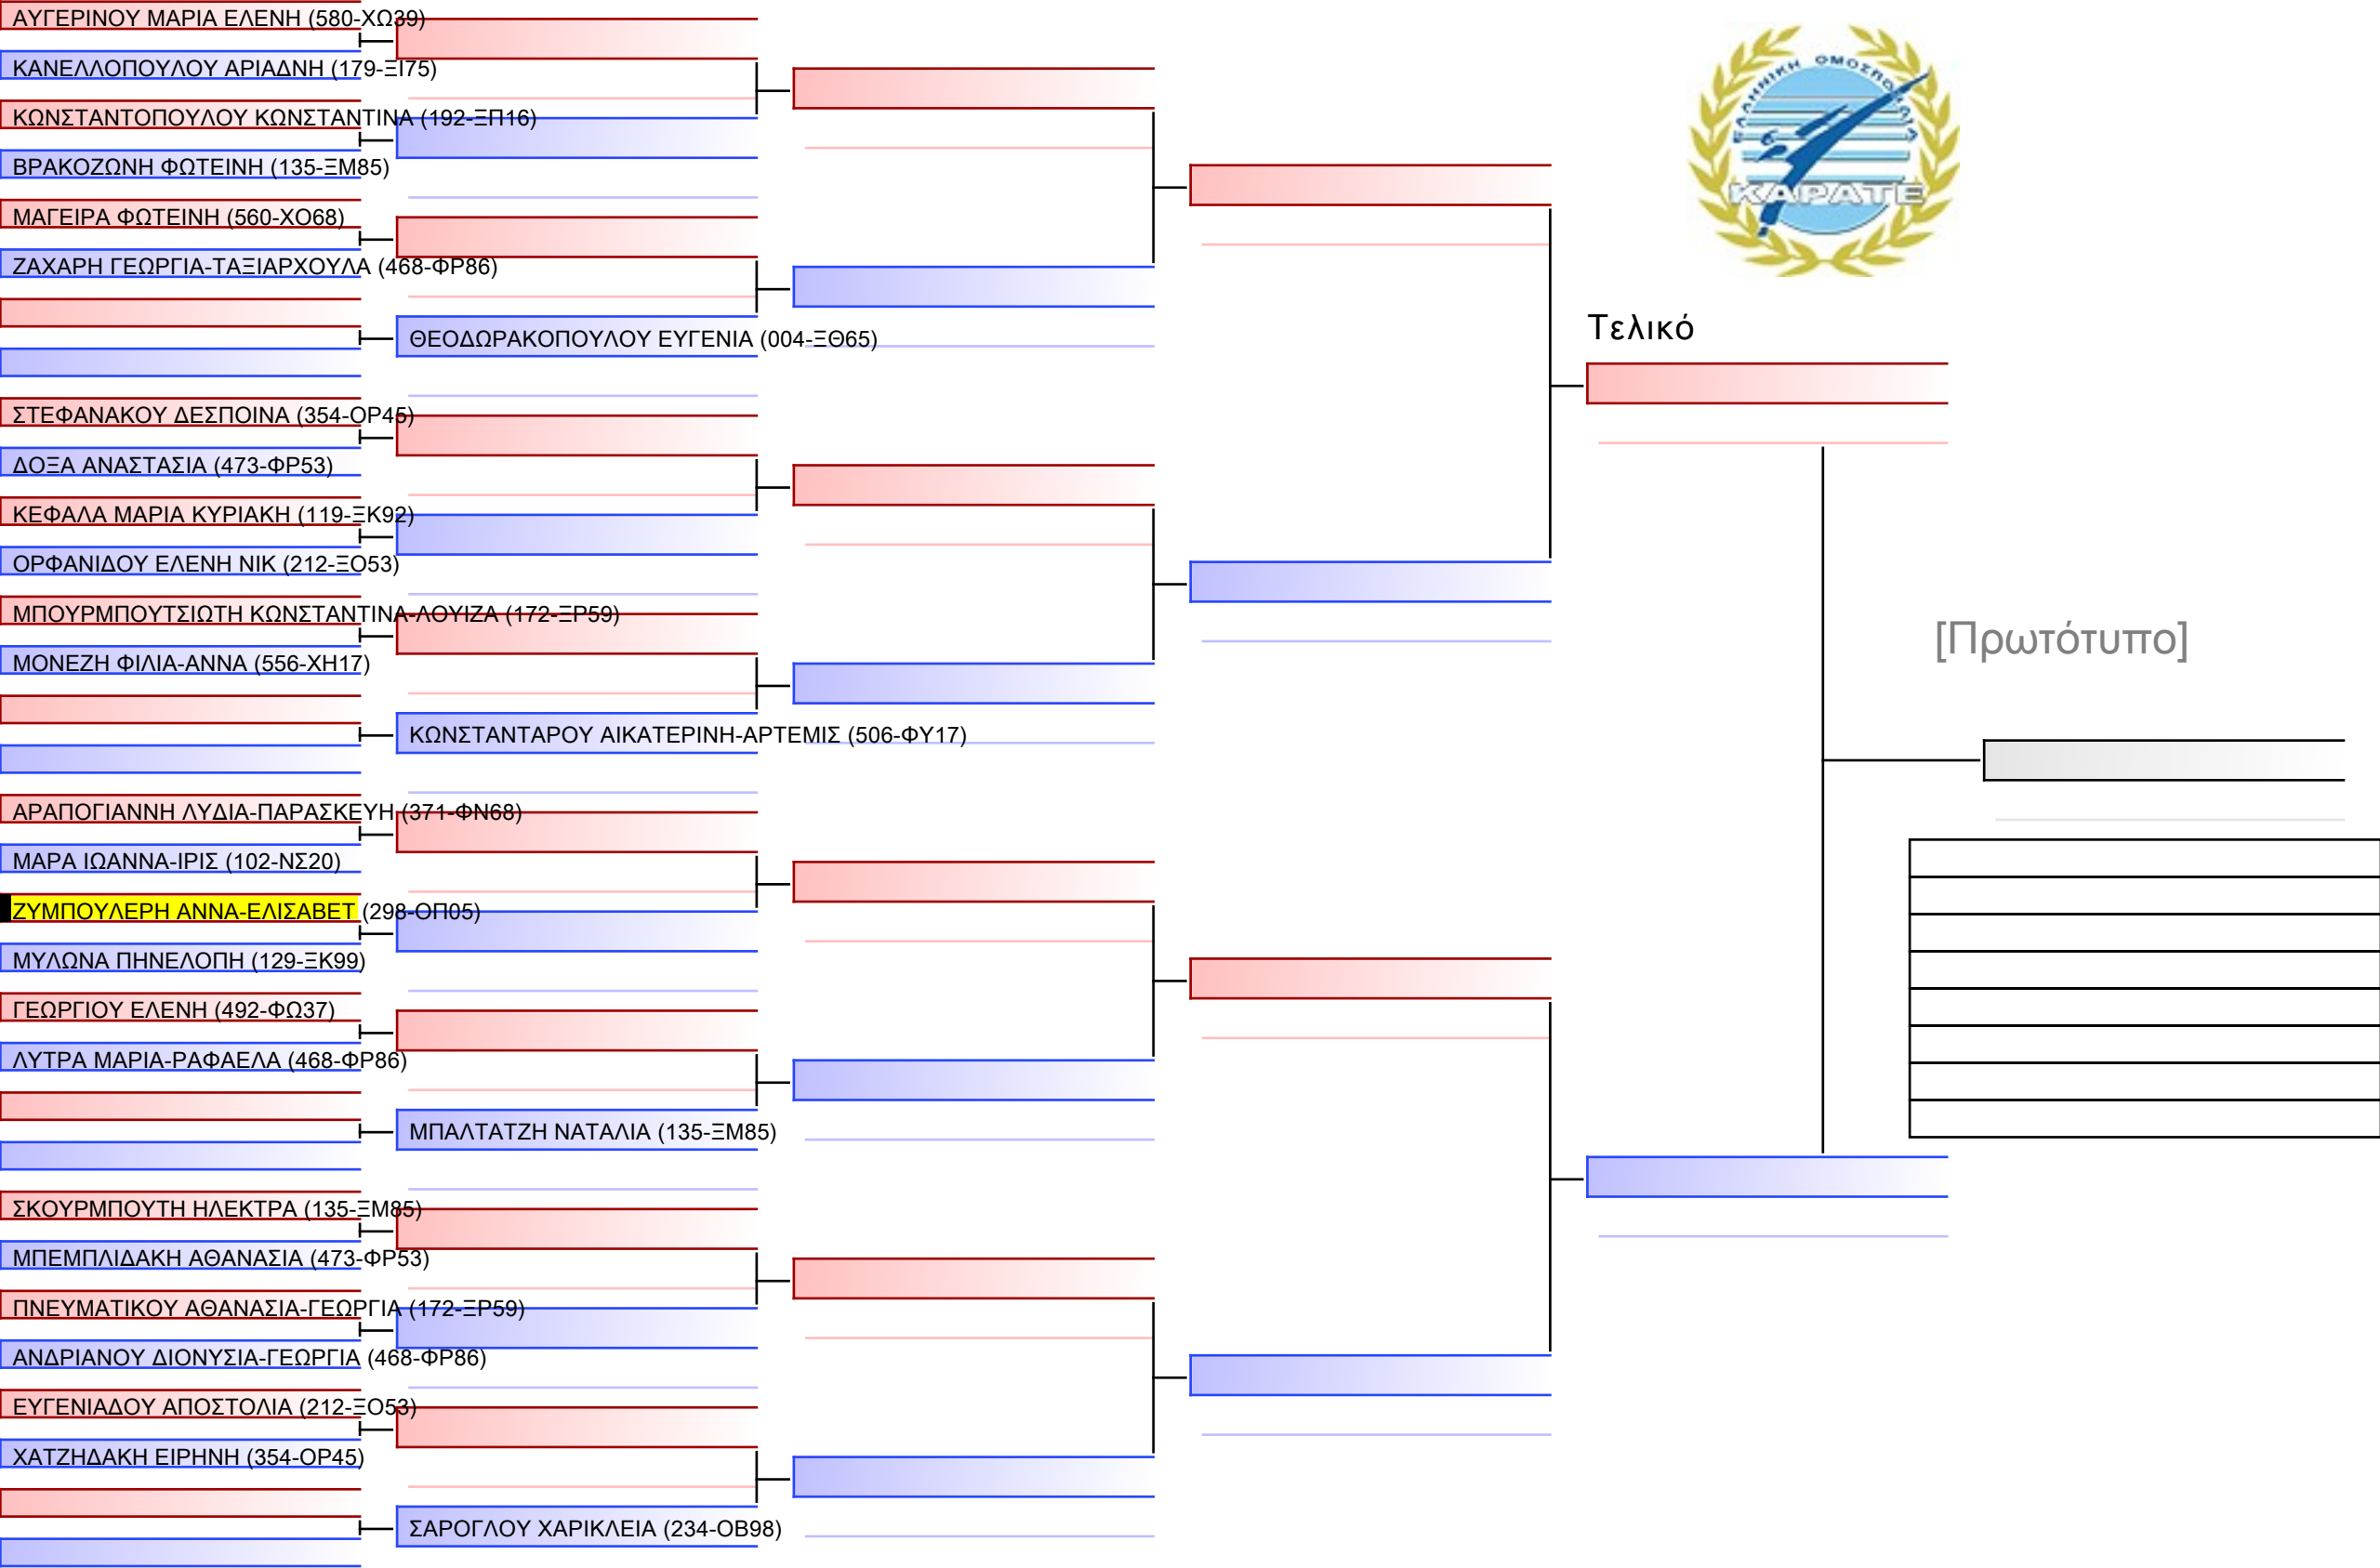 ΑΥΓΕΡΙΝΟΥ ΜΑΡΙΑ ΕΛΕΝΗ (580-ΧΩ39)
ΚΑΝΕΛΛΟΠΟΥΛΟΥ ΑΡΙΑΔΝΗ (179-ΞΙ75)
ΚΩΝΣΤΑΝΤΟΠΟΥΛΟΥ ΚΩΝΣΤΑΝΤΙΝΑ (192-ΞΠ16)
ΒΡΑΚΟΖΩΝΗ ΦΩΤΕΙΝΗ (135-ΞΜ85)
ΜΑΓΕΙΡΑ ΦΩΤΕΙΝΗ (560-ΧΟ68)
ΖΑΧΑΡΗ ΓΕΩΡΓΙΑ-ΤΑΞΙΑΡΧΟΥΛΑ (468-ΦΡ86)
ΘΕΟΔΩΡΑΚΟΠΟΥΛΟΥ ΕΥΓΕΝΙΑ (004-ΞΘ65)
ΣΤΕΦΑΝΑΚΟΥ ΔΕΣΠΟΙΝΑ (354-ΟΡ45)
ΔΟΞΑ ΑΝΑΣΤΑΣΙΑ (473-ΦΡ53)
ΚΕΦΑΛΑ ΜΑΡΙΑ ΚΥΡΙΑΚΗ (119-ΞΚ92)
ΟΡΦΑΝΙΔΟΥ ΕΛΕΝΗ ΝΙΚ (212-ΞΟ53)
ΜΠΟΥΡΜΠΟΥΤΣΙΩΤΗ ΚΩΝΣΤΑΝΤΙΝΑ-ΛΟΥΙΖΑ (172-ΞΡ59)
ΜΟΝΕΖΗ ΦΙΛΙΑ-ΑΝΝΑ (556-ΧΗ17)
ΚΩΝΣΤΑΝΤΑΡΟΥ ΑΙΚΑΤΕΡΙΝΗ-ΑΡΤΕΜΙΣ (506-ΦΥ17)
ΑΡΑΠΟΓΙΑΝΝΗ ΛΥΔΙΑ-ΠΑΡΑΣΚΕΥΗ (371-ΦΝ68)
ΜΑΡΑ ΙΩΑΝΝΑ-ΙΡΙΣ (102-ΝΣ20)
ΖΥΜΠΟΥΛΕΡΗ ΑΝΝΑ-ΕΛΙΣΑΒΕΤ (298-ΟΠ05)
ΜΥΛΩΝΑ ΠΗΝΕΛΟΠΗ (129-ΞΚ99)
ΓΕΩΡΓΙΟΥ ΕΛΕΝΗ (492-ΦΩ37)
ΛΥΤΡΑ ΜΑΡΙΑ-ΡΑΦΑΕΛΑ (468-ΦΡ86)
ΜΠΑΛΤΑΤΖΗ ΝΑΤΑΛΙΑ (135-ΞΜ85)
ΣΚΟΥΡΜΠΟΥΤΗ ΗΛΕΚΤΡΑ (135-ΞΜ85)
ΜΠΕΜΠΛΙΔΑΚΗ ΑΘΑΝΑΣΙΑ (473-ΦΡ53)
ΠΝΕΥΜΑΤΙΚΟΥ ΑΘΑΝΑΣΙΑ-ΓΕΩΡΓΙΑ (172-ΞΡ59)
ΑΝΔΡΙΑΝΟΥ ΔΙΟΝΥΣΙΑ-ΓΕΩΡΓΙΑ (468-ΦΡ86)
ΕΥΓΕΝΙΑΔΟΥ ΑΠΟΣΤΟΛΙΑ (212-ΞΟ53)
ΧΑΤΖΗΔΑΚΗ ΕΙΡΗΝΗ (354-ΟΡ45)
ΣΑΡΟΓΛΟΥ ΧΑΡΙΚΛΕΙΑ (234-ΟΒ98)
ΕΛΛΗΝΙΚΗ ΟΜΟΣΠΟΝΔΙΑ
ΚΑΡΑΤΕ
Τελικό
[Πρωτότυπο]